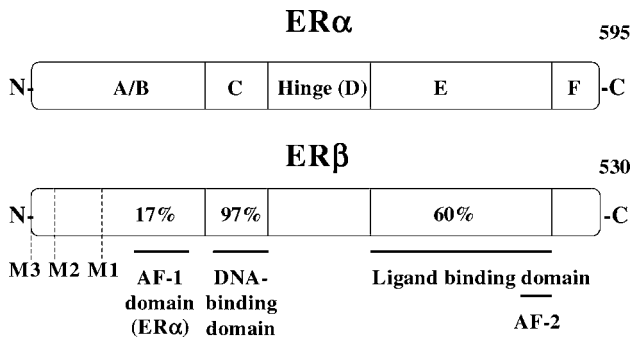 ERα
595
N- A/B C Hinge (D) E F -C
ERβ
530
N- 17% 97% 60% -C
M3 M2 M1
AF-1 domain (ERα)
DNA-binding domain
Ligand binding domain
AF-2